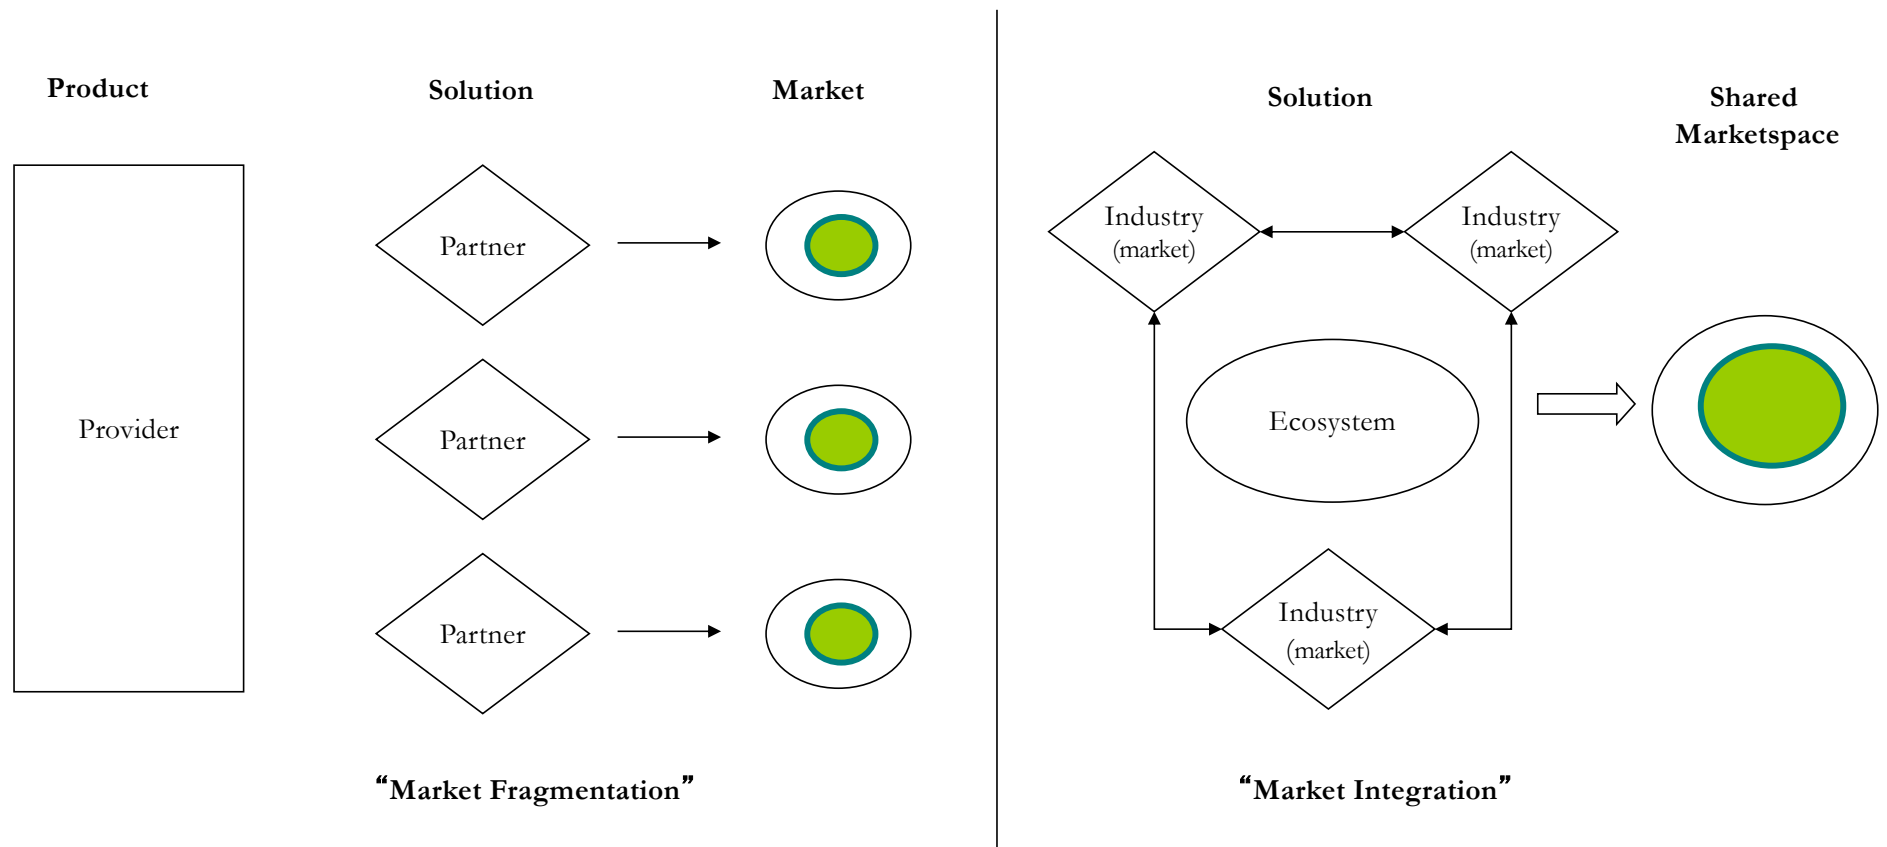 Product
Solution
Market
Provider
Partner
Partner
Partner
“Market Fragmentation”
Solution
Shared
Marketspace
Industry
(market)
Industry
(market)
Ecosystem
Industry
(market)
“Market Integration”